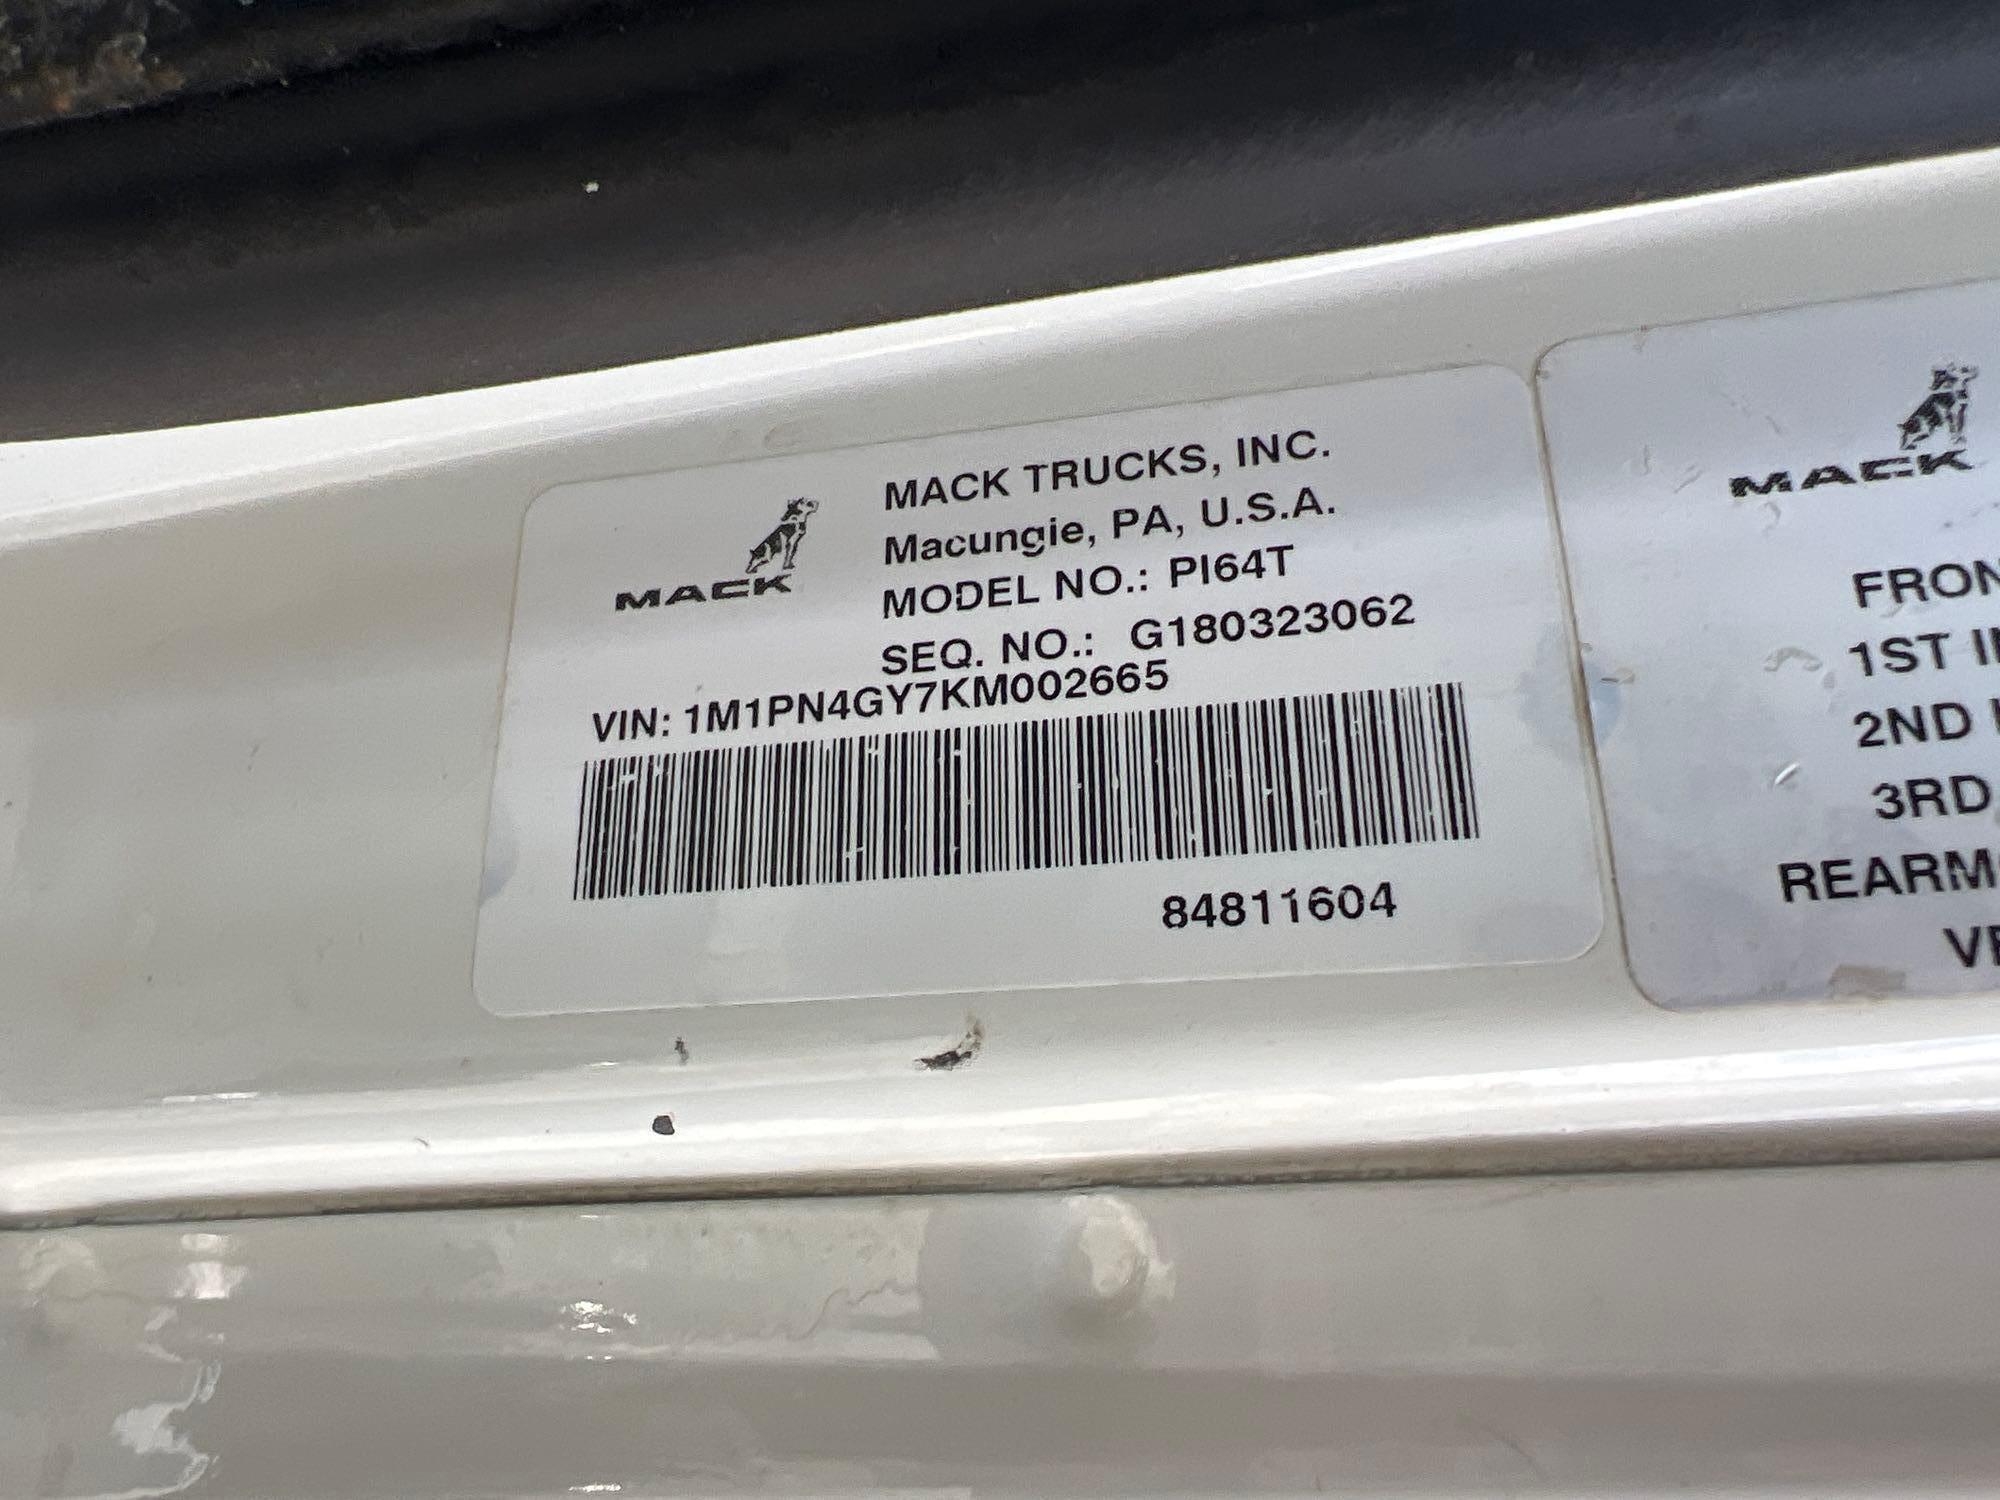 MACK
MACK TRUCKS, INC.
Macungie, PA, U.S.A.
MODEL NO.: PI64T
SEQ. NO.: G180323062
VIN: 1M1PN4GY7KM002665
84811604
MACK
FRON
1ST
2ND
3RD
REARM